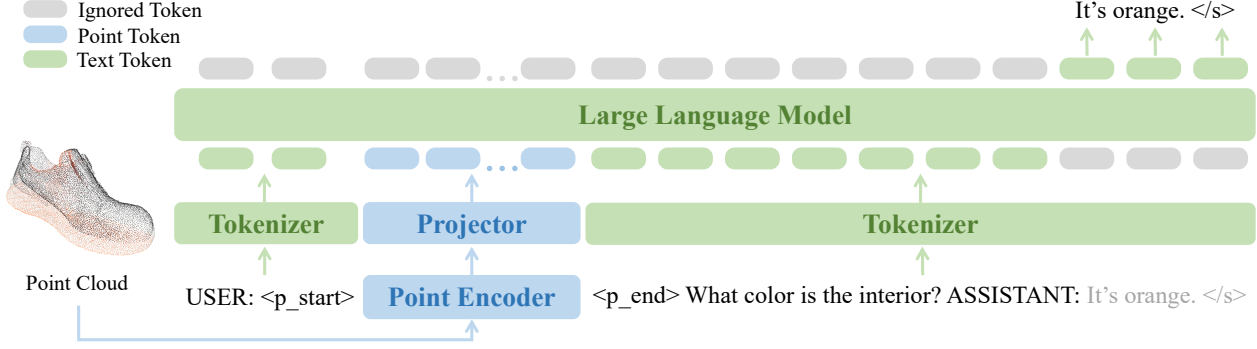 Ignored Token
Point Token
Text Token
It's orange. </s>
Large Language Model
Tokenizer
Projector
Tokenizer
Point Cloud
USER: <p_start>
Point Encoder
<p_end> What color is the interior? ASSISTANT: It's orange. </s>